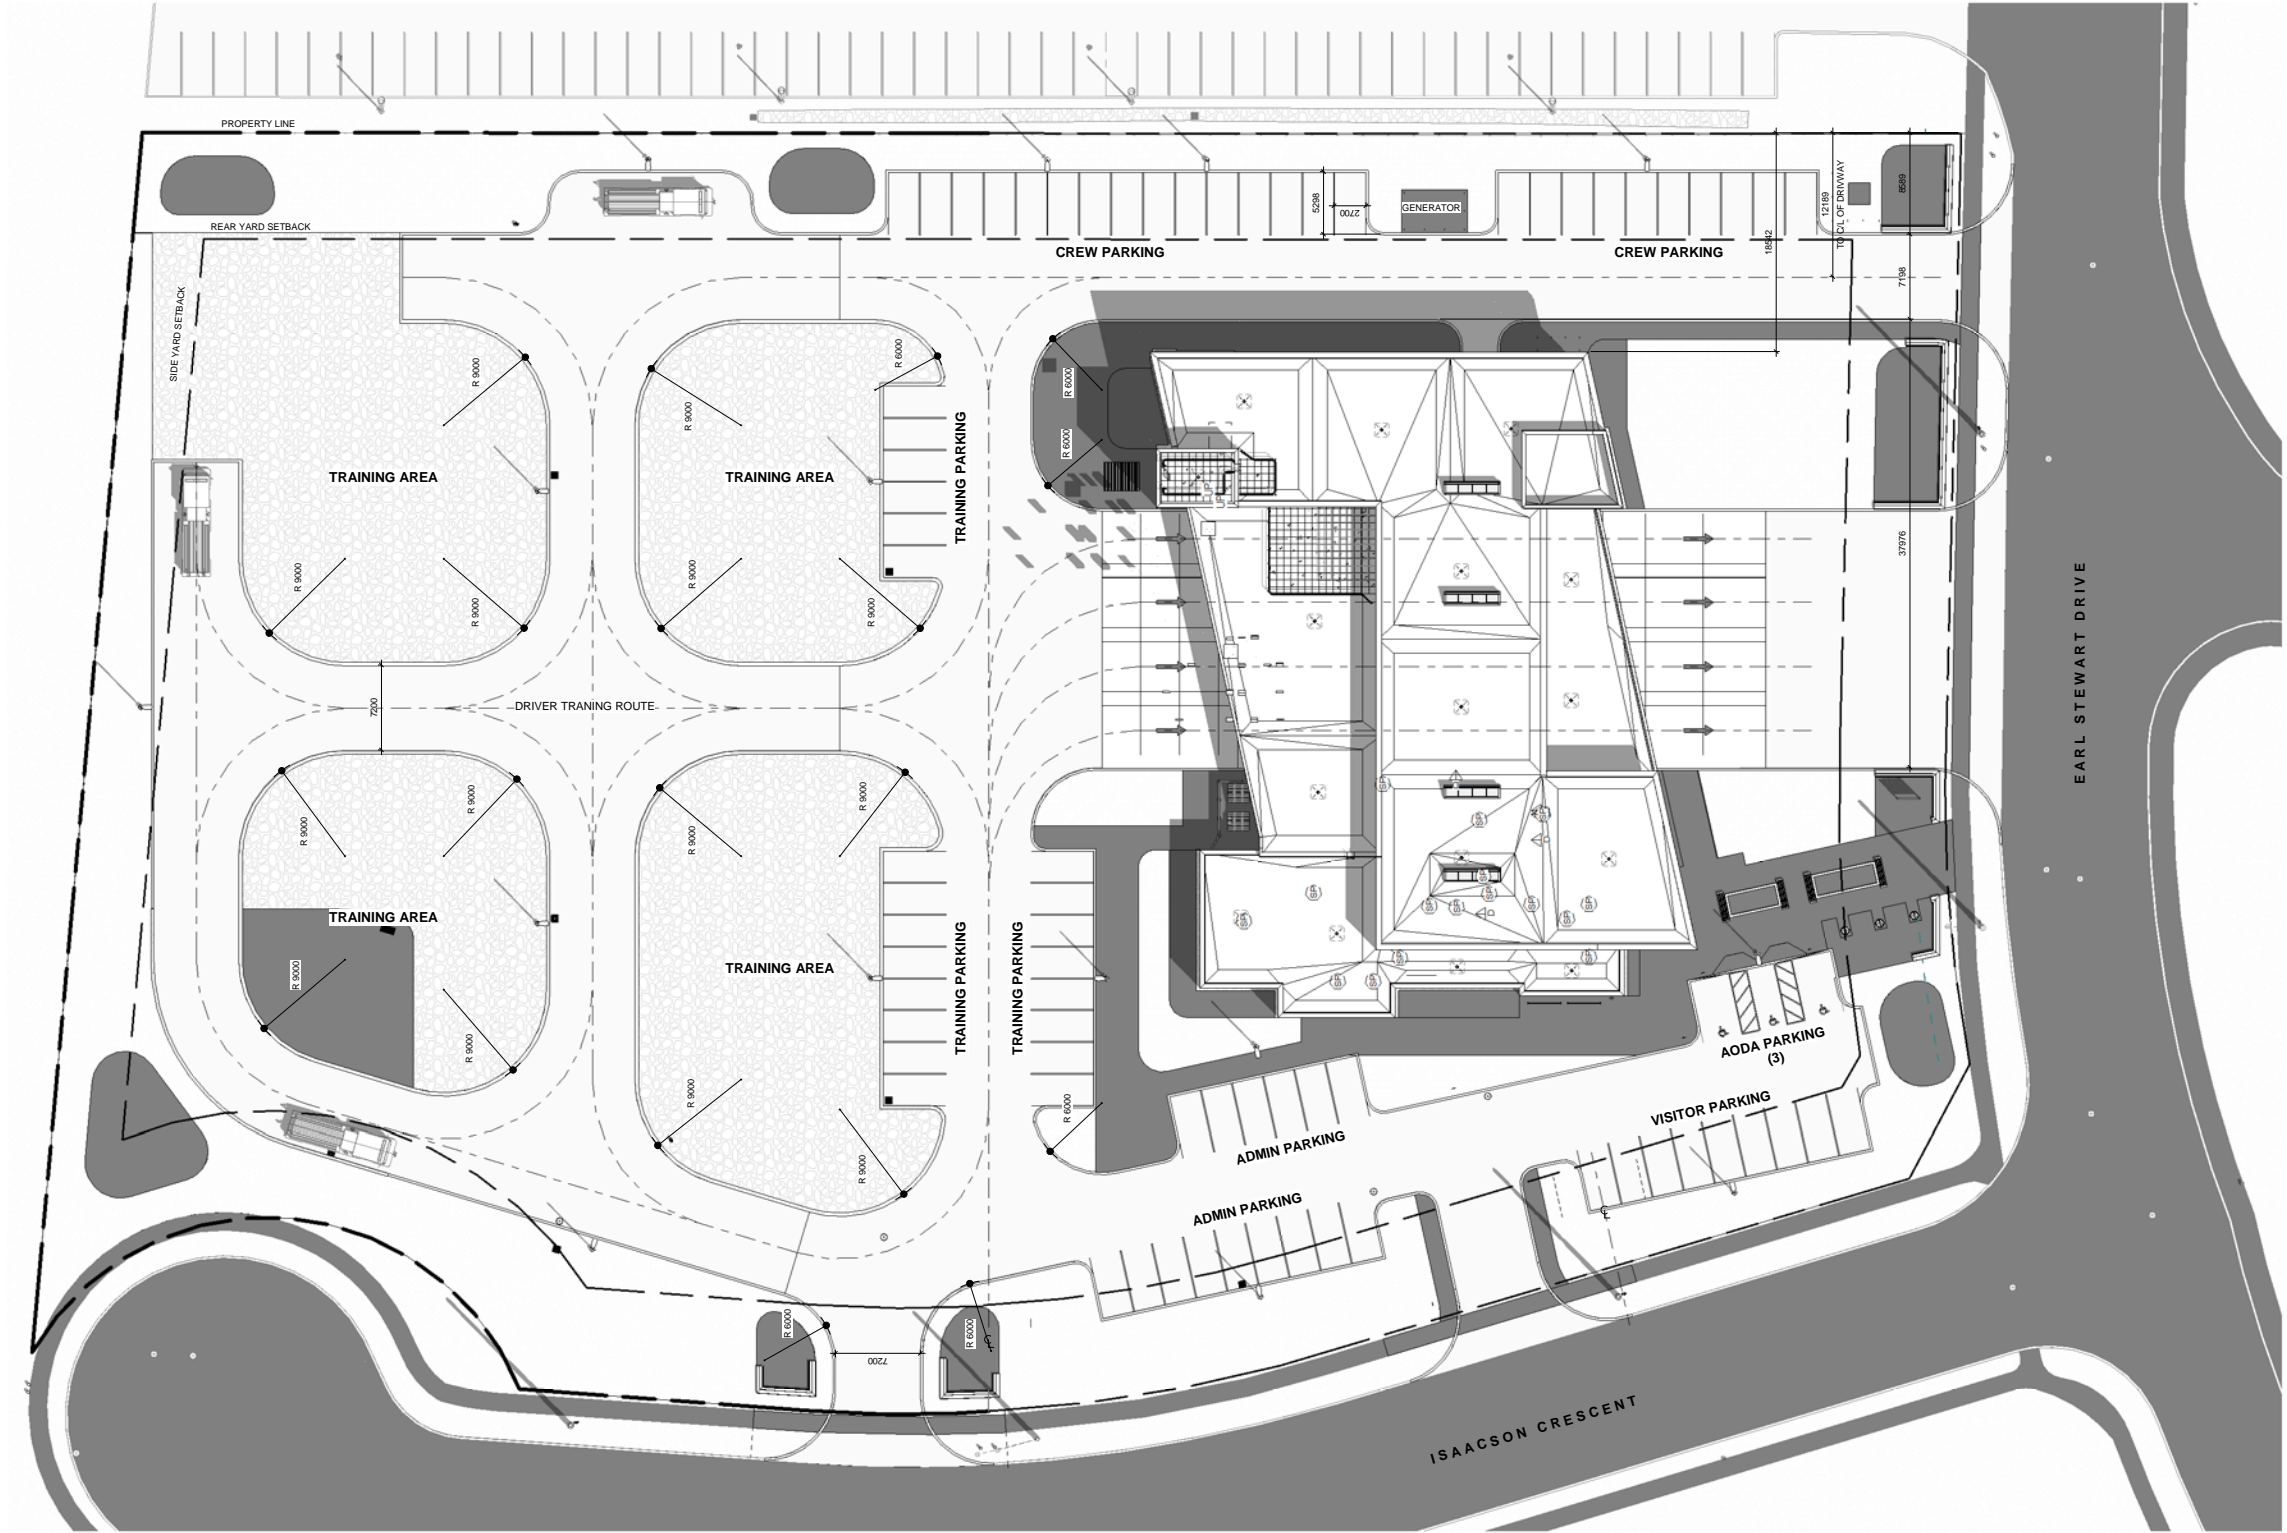 PROPERTY LINE
REAR YARD SETBACK
SIDE YARD SETBACK
GENERATOR
5298
2700
CREW PARKING
CREW PARKING
18542
12189
TO C/L OF DRIVWAY
8589
7198
37976
R 9000
R 9000
R 6000
R 6000
R 6000
TRAINING AREA
TRAINING AREA
TRAINING PARKING
R 9000
R 9000
R 9000
R 9000
UP
UP
EARL STEWART DRIVE
7200
DRIVER TRANING ROUTE
R 9000
R 9000
R 9000
R 9000
TRAINING AREA
TRAINING AREA
TRAINING PARKING
TRAINING PARKING
R 9000
R 9000
R 9000
R 9000
R 6000
AODA PARKING
(3)
VISITOR PARKING
ADMIN PARKING
ADMIN PARKING
R 6000
R 6000
7200
ISAACSON CRESCENT